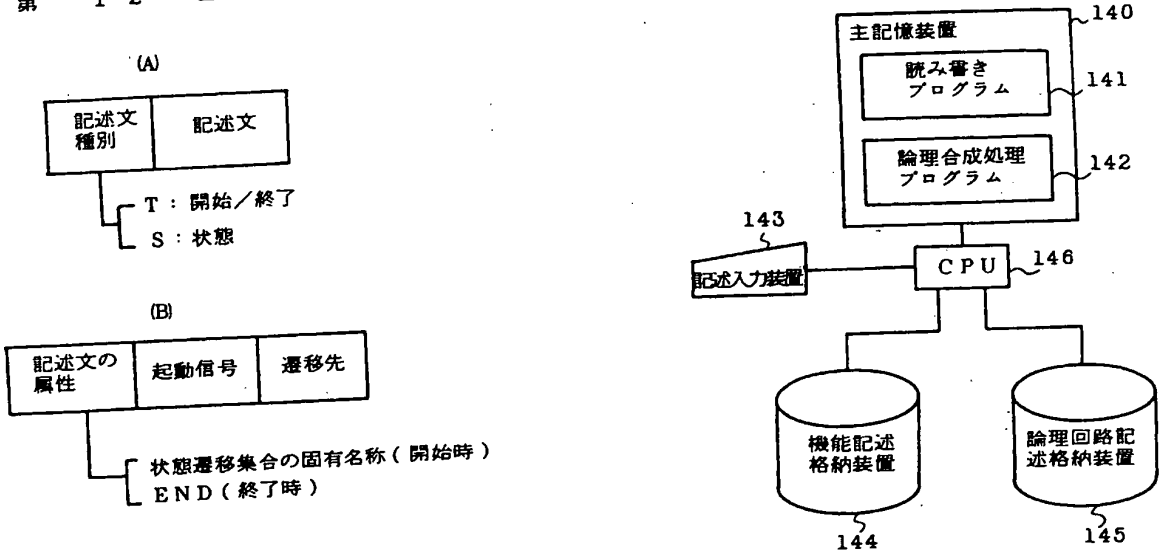 第 1 2
(A)
記述文
種別
記述文
T : 開始/終了
S : 状態
(B)
記述文の
属性
起動信号
遷移先
状態遷移集合の固有名称(開始時)
END(終了時)
140
主記憶装置
読み書き
プログラム
141
論理合成処理
プログラム
142
143
記述入力装置
CPU
146
機能記述
格納装置
144
論理回路記
述格納装置
145